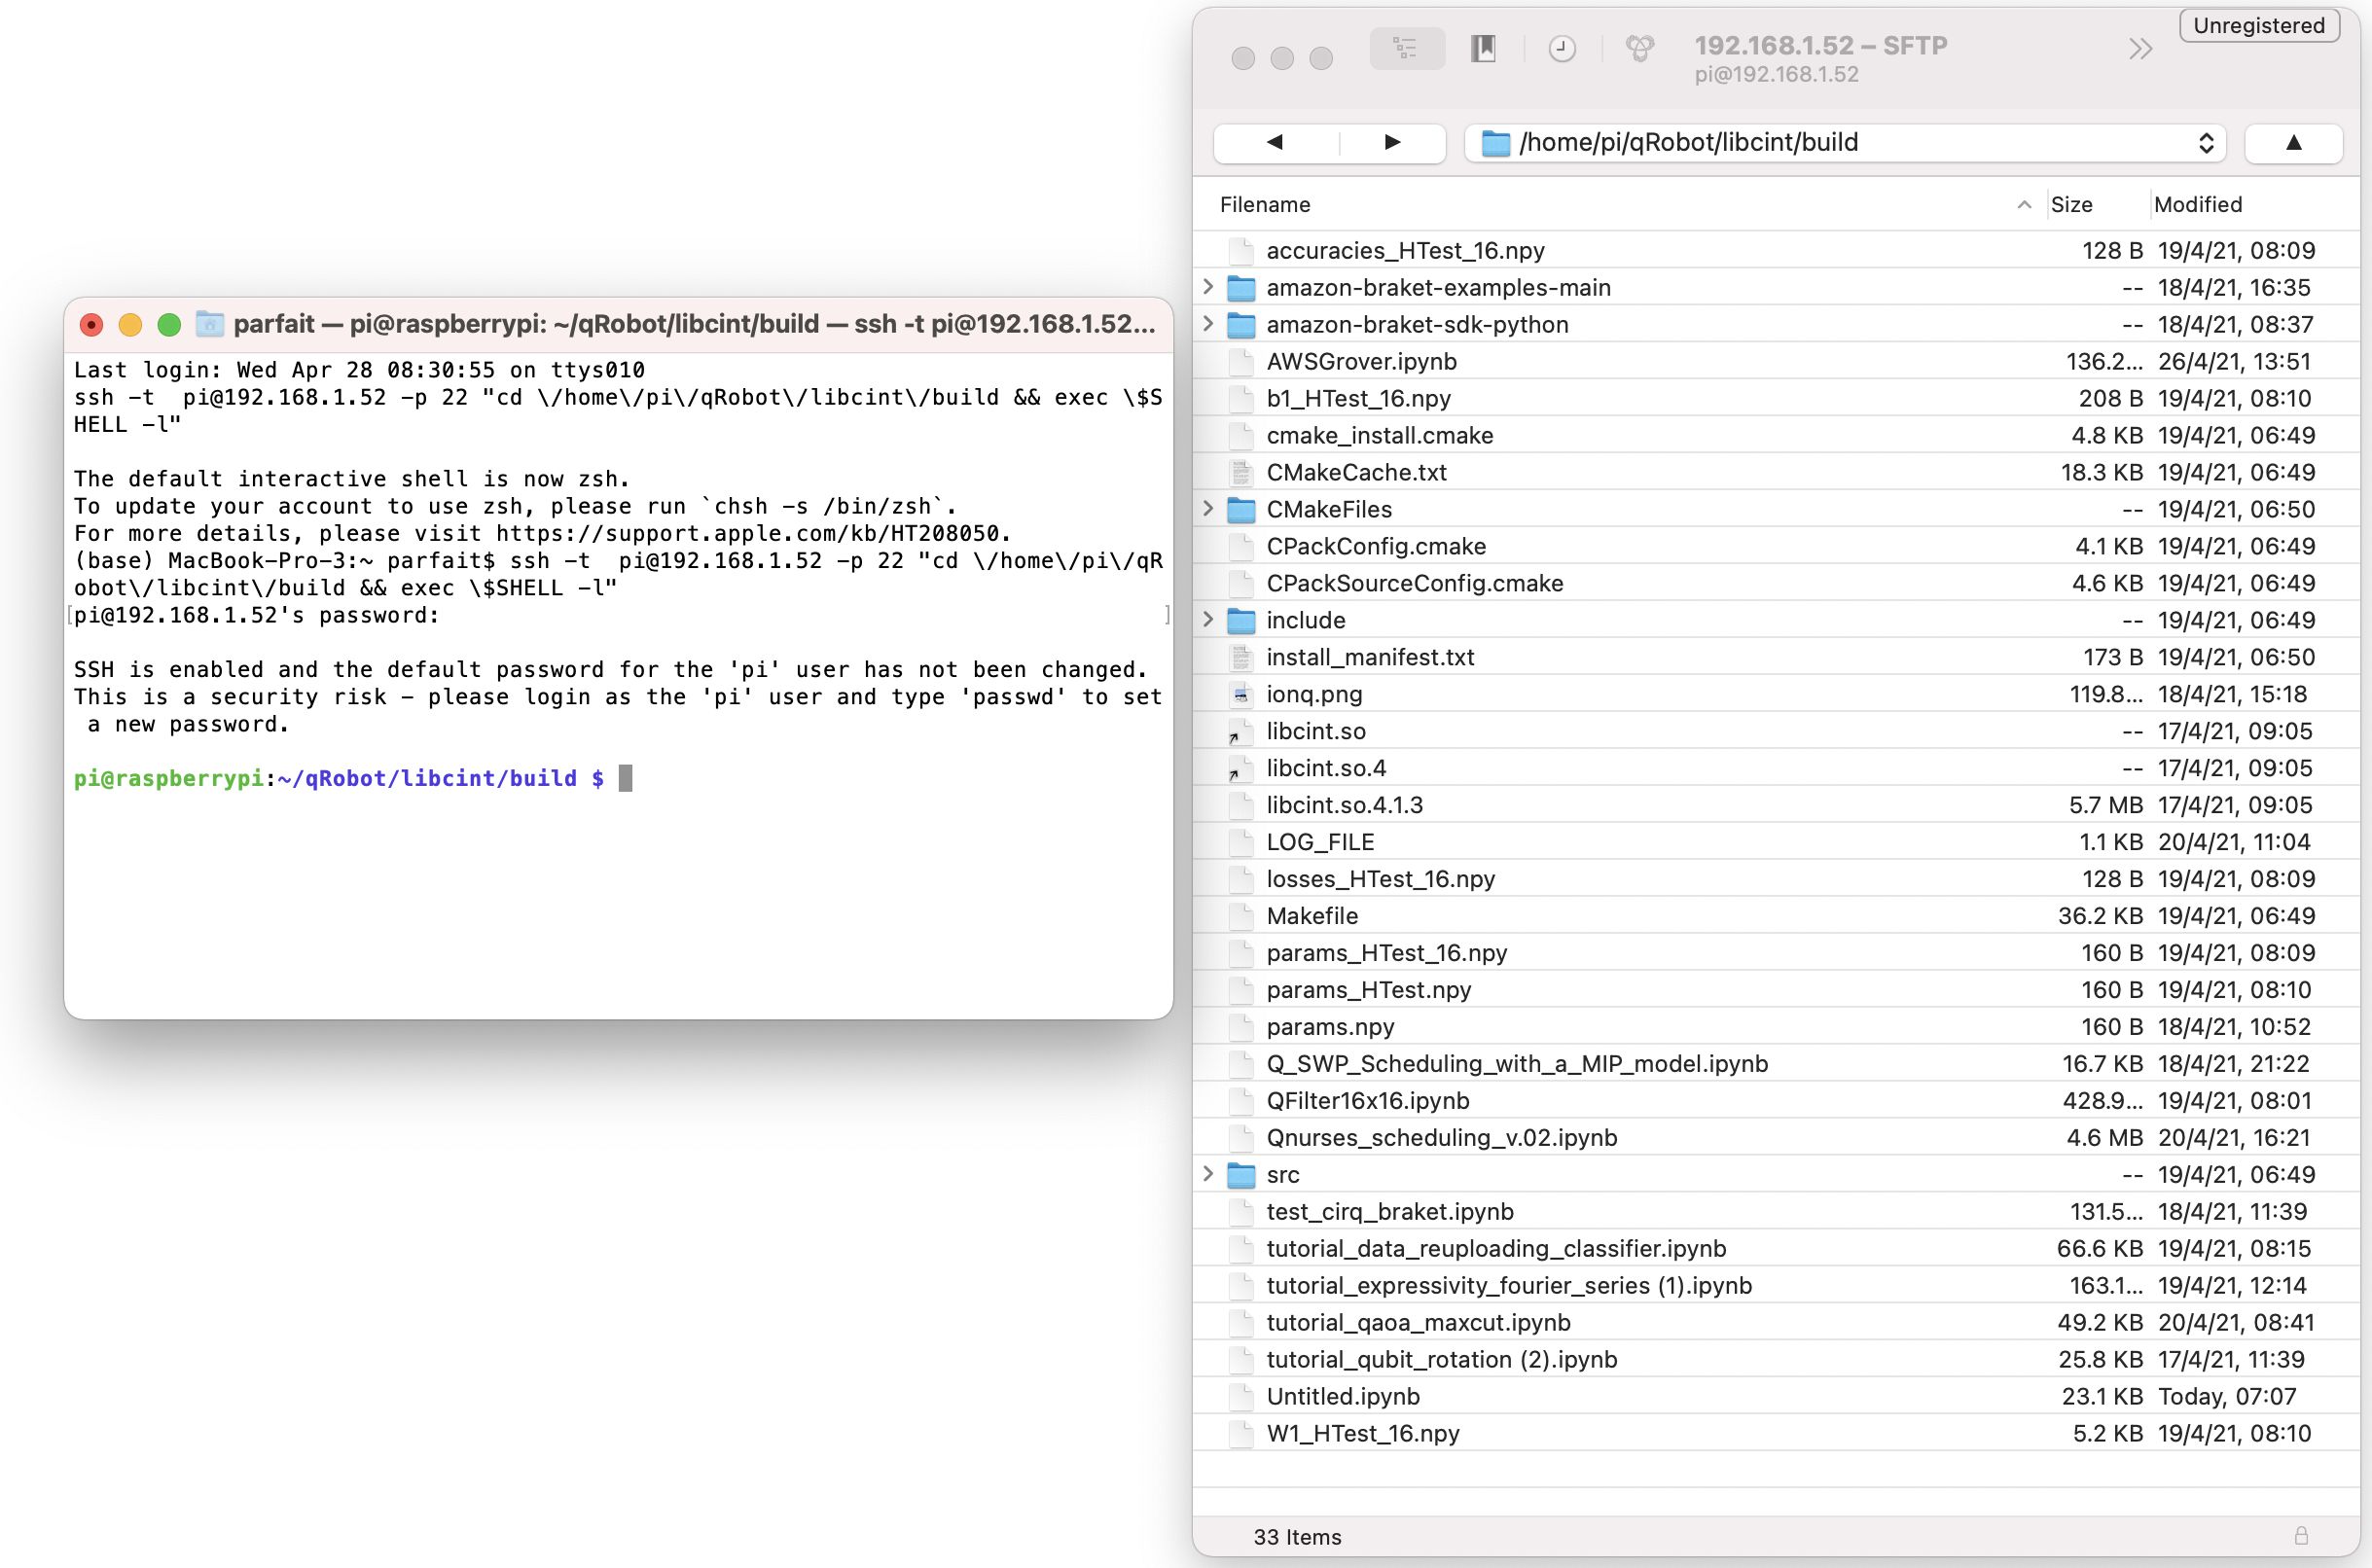 parfait — pi@raspberrypi: ~/qRobot/libcint/build — ssh -t pi@192.168.1.52...
Last login: Wed Apr 28 08:30:55 on ttys010
ssh -t  pi@192.168.1.52 -p 22 "cd \/home\/pi\/qRobot\/libcint\/build && exec \$S
HELL -l"
The default interactive shell is now zsh.
To update your account to use zsh, please run `chsh -s /bin/zsh`.
For more details, please visit https://support.apple.com/kb/HT208050.
(base) MacBook-Pro-3:~ parfait$ ssh -t  pi@192.168.1.52 -p 22 "cd \/home\/pi\/qR
obot\/libcint\/build && exec \$SHELL -l"
[pi@192.168.1.52's password: ]
SSH is enabled and the default password for the 'pi' user has not been changed.
This is a security risk - please login as the 'pi' user and type 'passwd' to set
 a new password.
pi@raspberrypi:~/qRobot/libcint/build $
Unregistered
192.168.1.52 – SFTP
pi@192.168.1.52
/home/pi/qRobot/libcint/build
Filename Size Modified
accuracies_HTest_16.npy 128 B 19/4/21, 08:09
amazon-braket-examples-main -- 18/4/21, 16:35
amazon-braket-sdk-python -- 18/4/21, 08:37
AWSGrover.ipynb 136.2... 26/4/21, 13:51
b1_HTest_16.npy 208 B 19/4/21, 08:10
cmake_install.cmake 4.8 KB 19/4/21, 06:49
CMakeCache.txt 18.3 KB 19/4/21, 06:49
CMakeFiles -- 19/4/21, 06:50
CPackConfig.cmake 4.1 KB 19/4/21, 06:49
CPackSourceConfig.cmake 4.6 KB 19/4/21, 06:49
include -- 19/4/21, 06:49
install_manifest.txt 173 B 19/4/21, 06:50
ionq.png 119.8... 18/4/21, 15:18
libcint.so -- 17/4/21, 09:05
libcint.so.4 -- 17/4/21, 09:05
libcint.so.4.1.3 5.7 MB 17/4/21, 09:05
LOG_FILE 1.1 KB 20/4/21, 11:04
losses_HTest_16.npy 128 B 19/4/21, 08:09
Makefile 36.2 KB 19/4/21, 06:49
params_HTest_16.npy 160 B 19/4/21, 08:09
params_HTest.npy 160 B 19/4/21, 08:10
params.npy 160 B 18/4/21, 10:52
Q_SWP_Scheduling_with_a_MIP_model.ipynb 16.7 KB 18/4/21, 21:22
QFilter16x16.ipynb 428.9... 19/4/21, 08:01
Qnurses_scheduling_v.02.ipynb 4.6 MB 20/4/21, 16:21
src -- 19/4/21, 06:49
test_cirq_braket.ipynb 131.5... 18/4/21, 11:39
tutorial_data_reuploading_classifier.ipynb 66.6 KB 19/4/21, 08:15
tutorial_expressivity_fourier_series (1).ipynb 163.1... 19/4/21, 12:14
tutorial_qaoa_maxcut.ipynb 49.2 KB 20/4/21, 08:41
tutorial_qubit_rotation (2).ipynb 25.8 KB 17/4/21, 11:39
Untitled.ipynb 23.1 KB Today, 07:07
W1_HTest_16.npy 5.2 KB 19/4/21, 08:10
33 Items